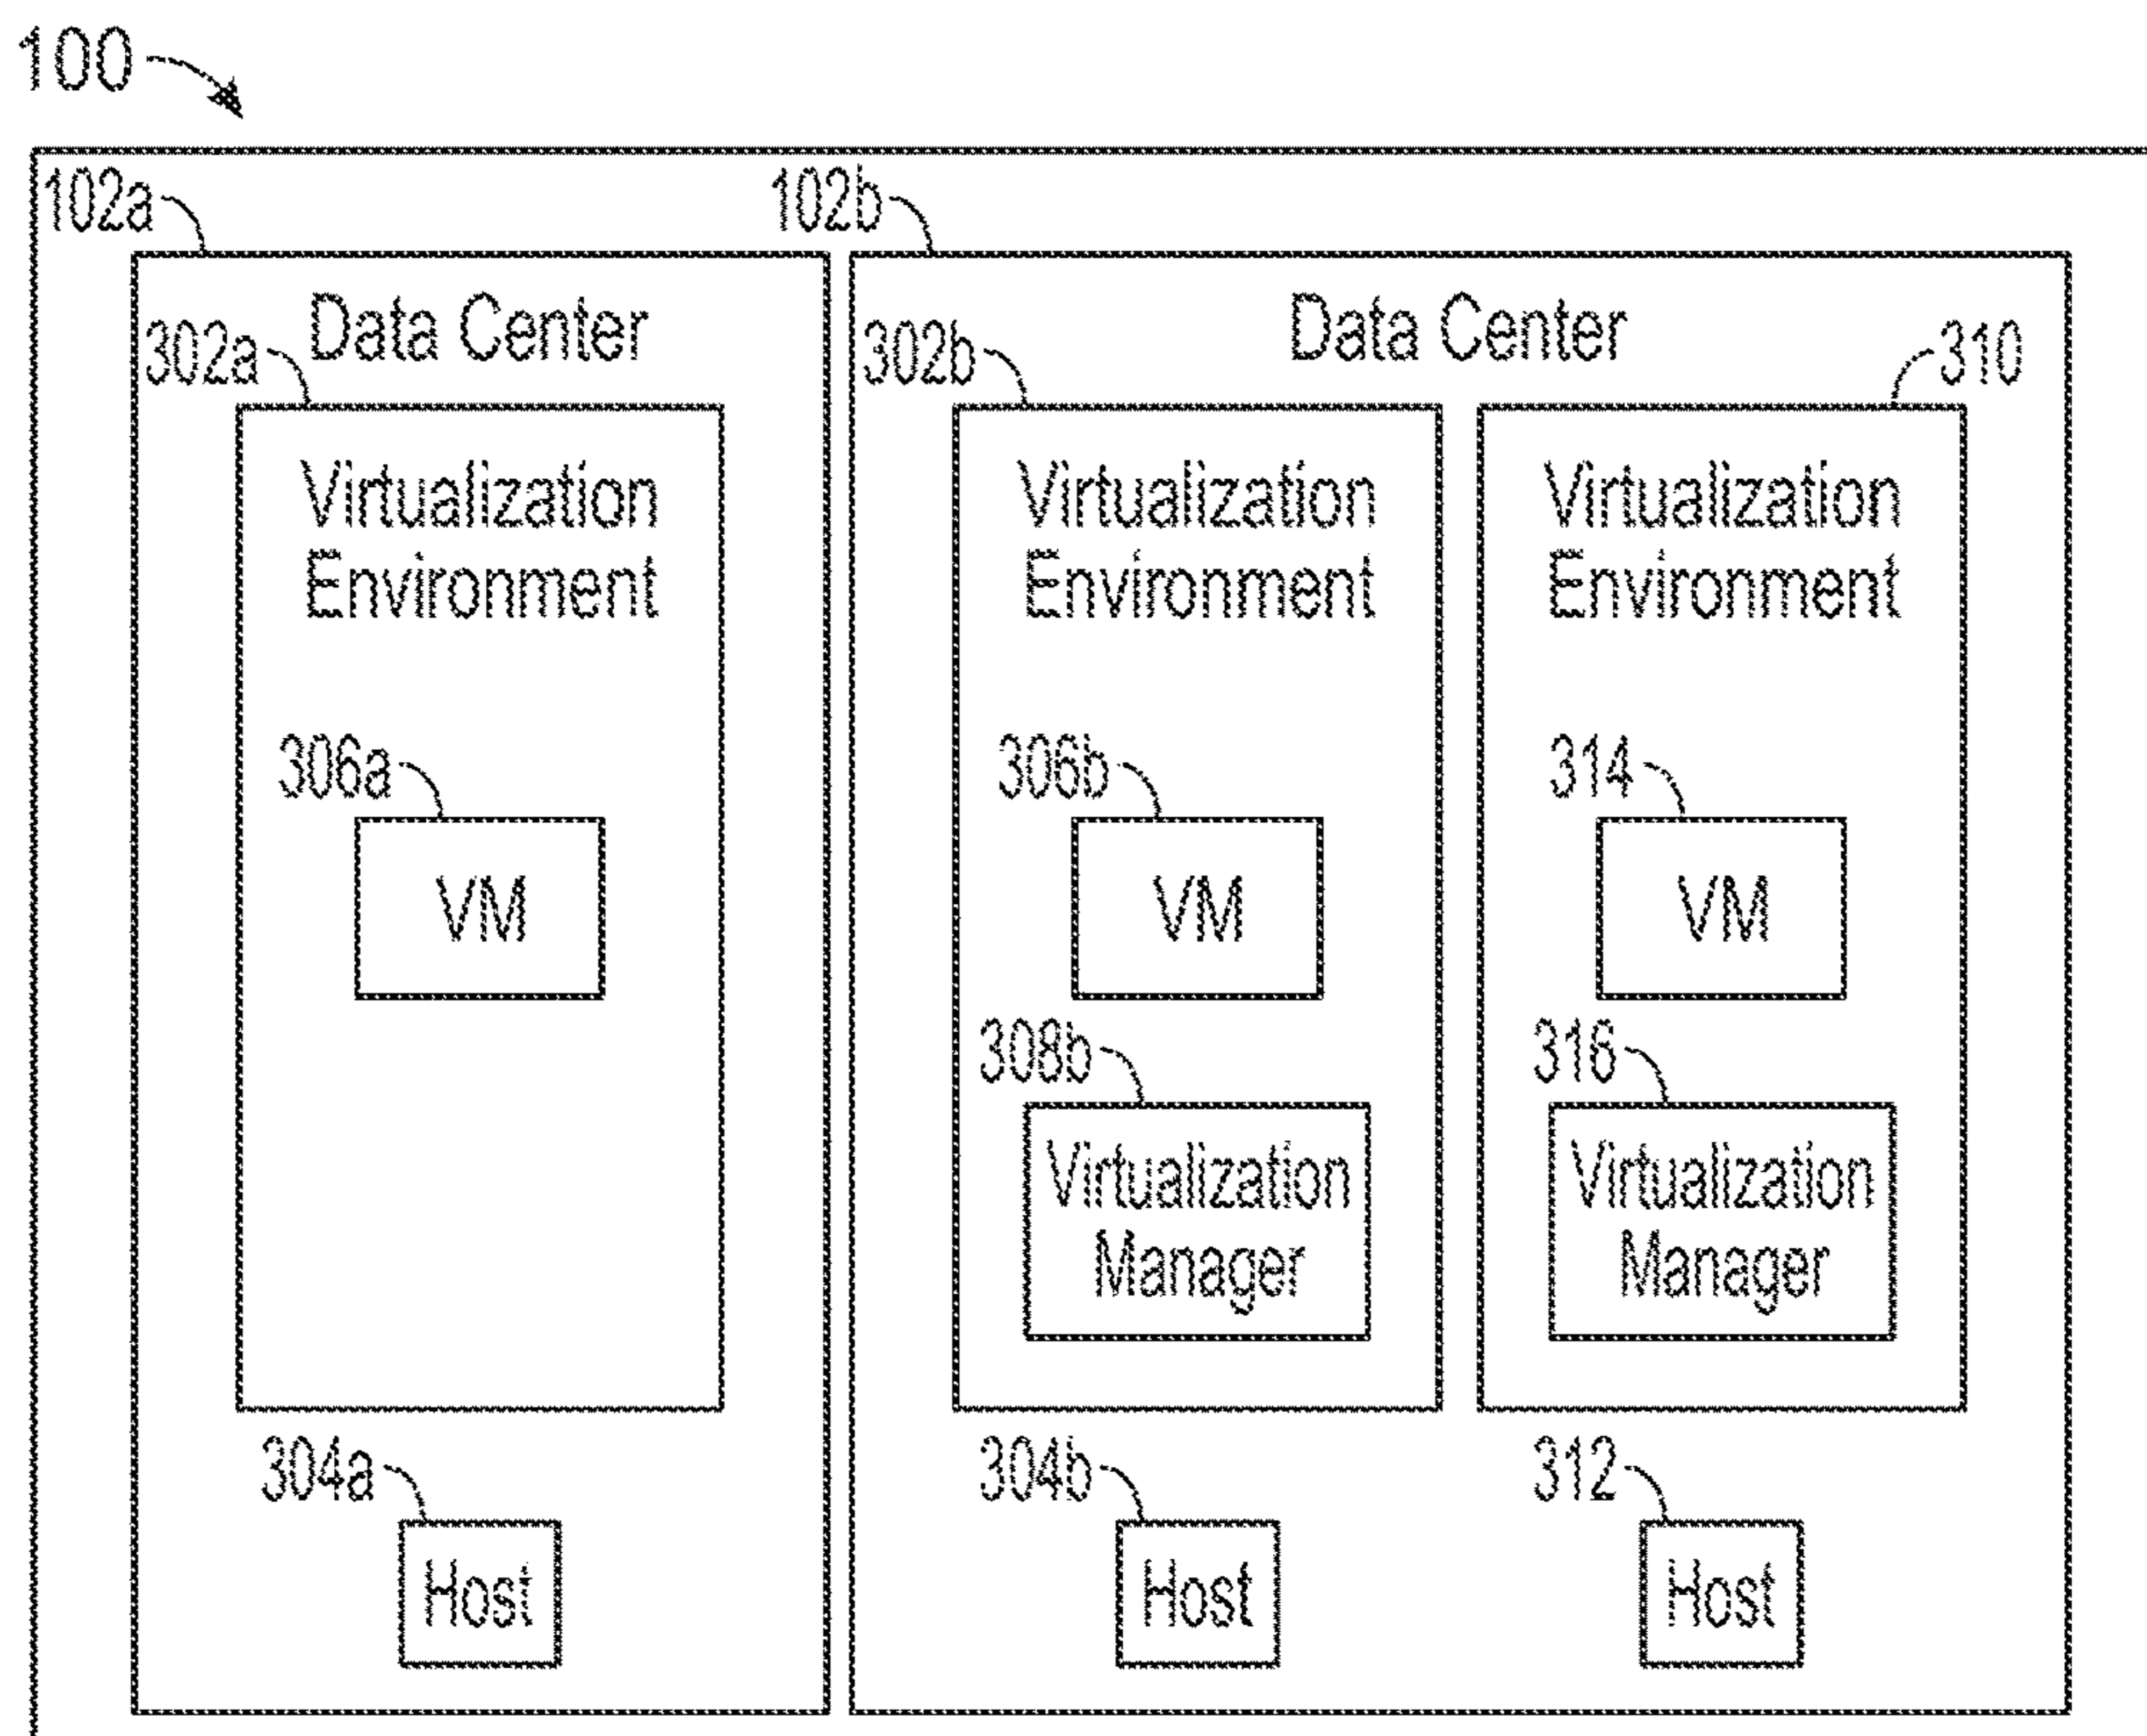 100
102a
102b
Data Center
Data Center
302a
302b
310
Virtualization
Environment
Virtualization
Environment
Virtualization
Environment
306a
306b
314
VM
VM
VM
308b
316
Virtualization
Manager
Virtualization
Manager
304a
304b
312
Host
Host
Host